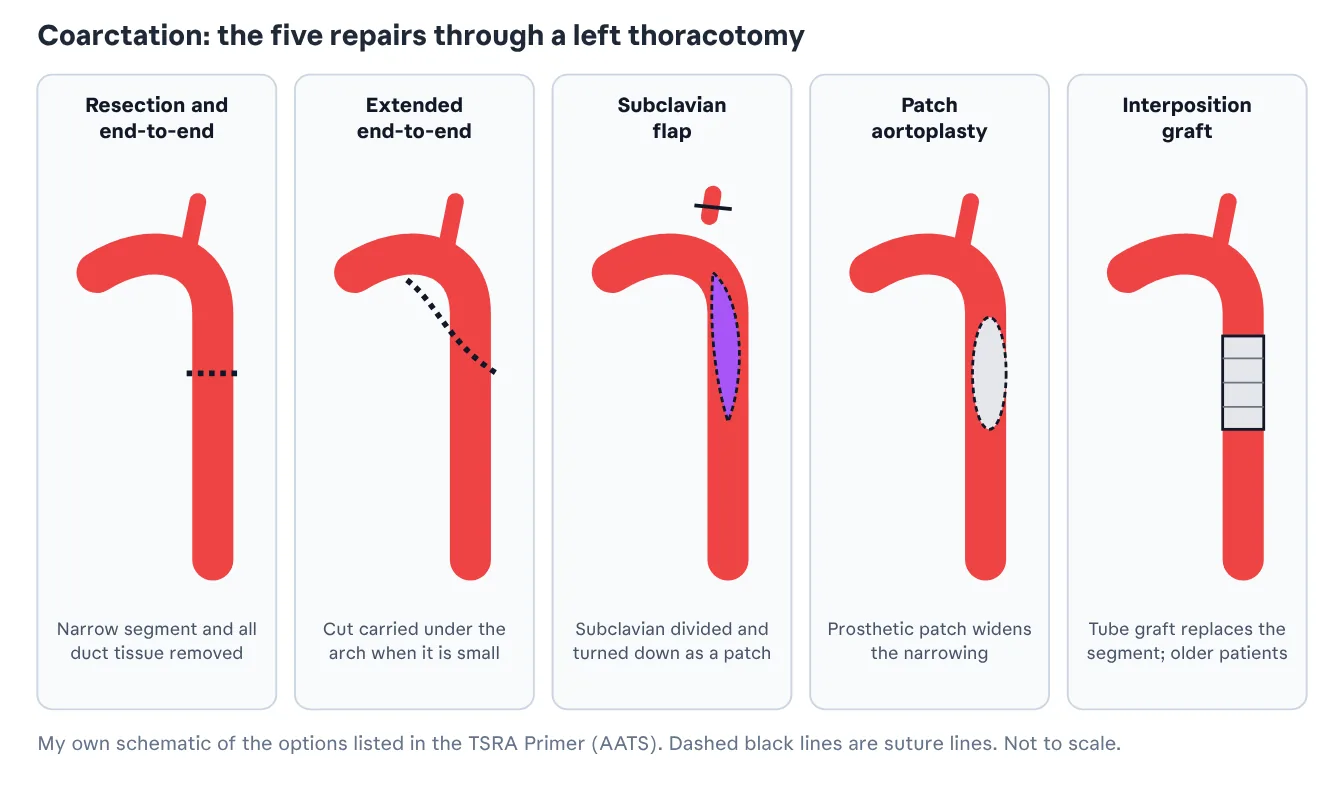 Coarctation: the five repairs through a left thoracotomy
Resection and
end-to-end
Narrow segment and all
duct tissue removed
Extended
end-to-end
Cut carried under the
arch when it is small
Subclavian
flap
Subclavian divided and
turned down as a patch
Patch
aortoplasty
Prosthetic patch widens
the narrowing
Interposition
graft
Tube graft replaces the
segment; older patients
My own schematic of the options listed in the TSRA Primer (AATS). Dashed black lines are suture lines. Not to scale.